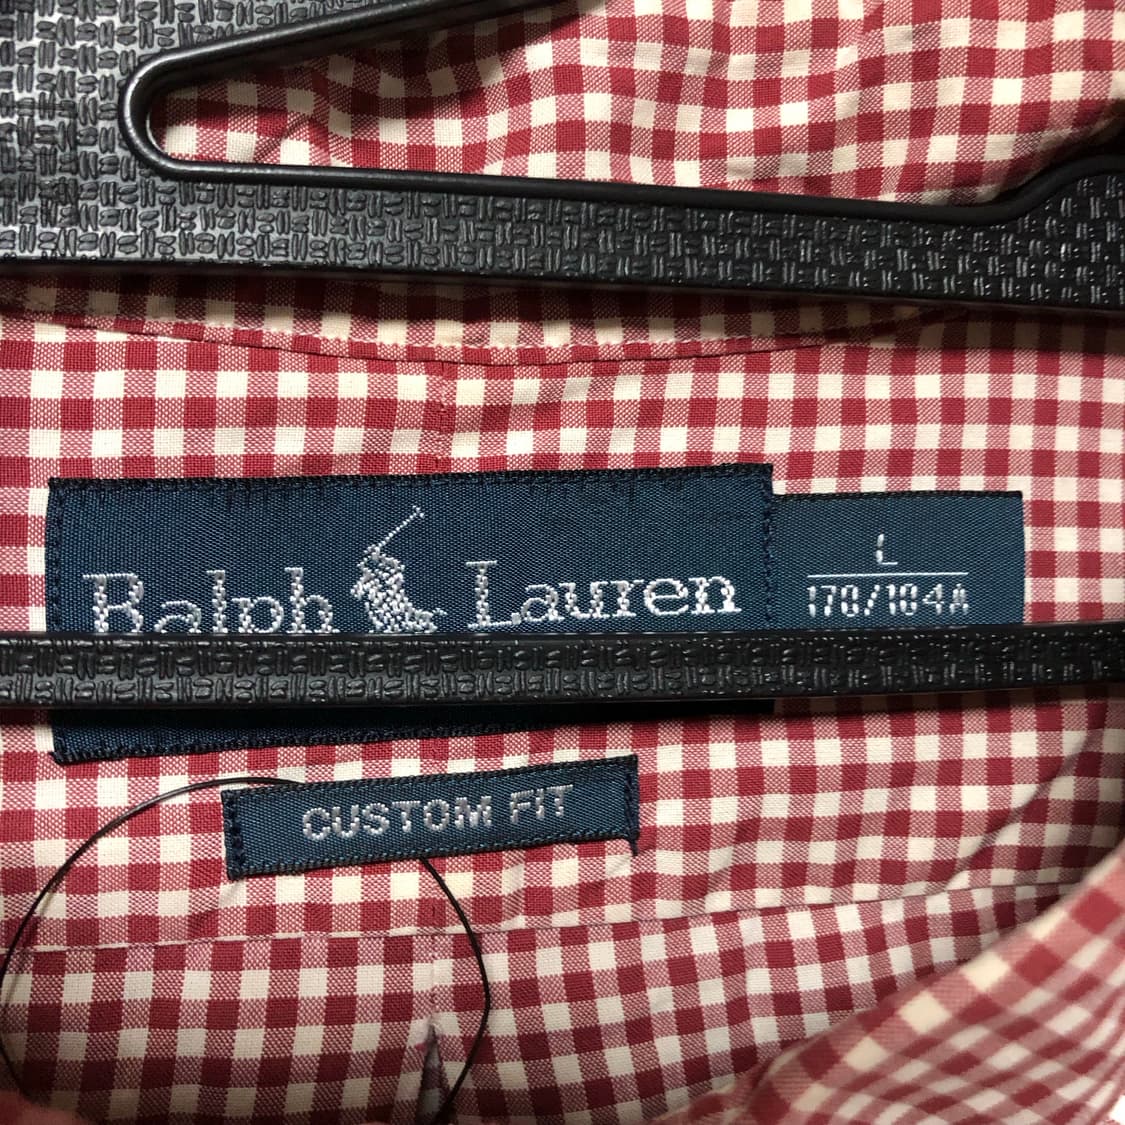 Ralph Lauren
L
170/104A
CUSTOM FIT